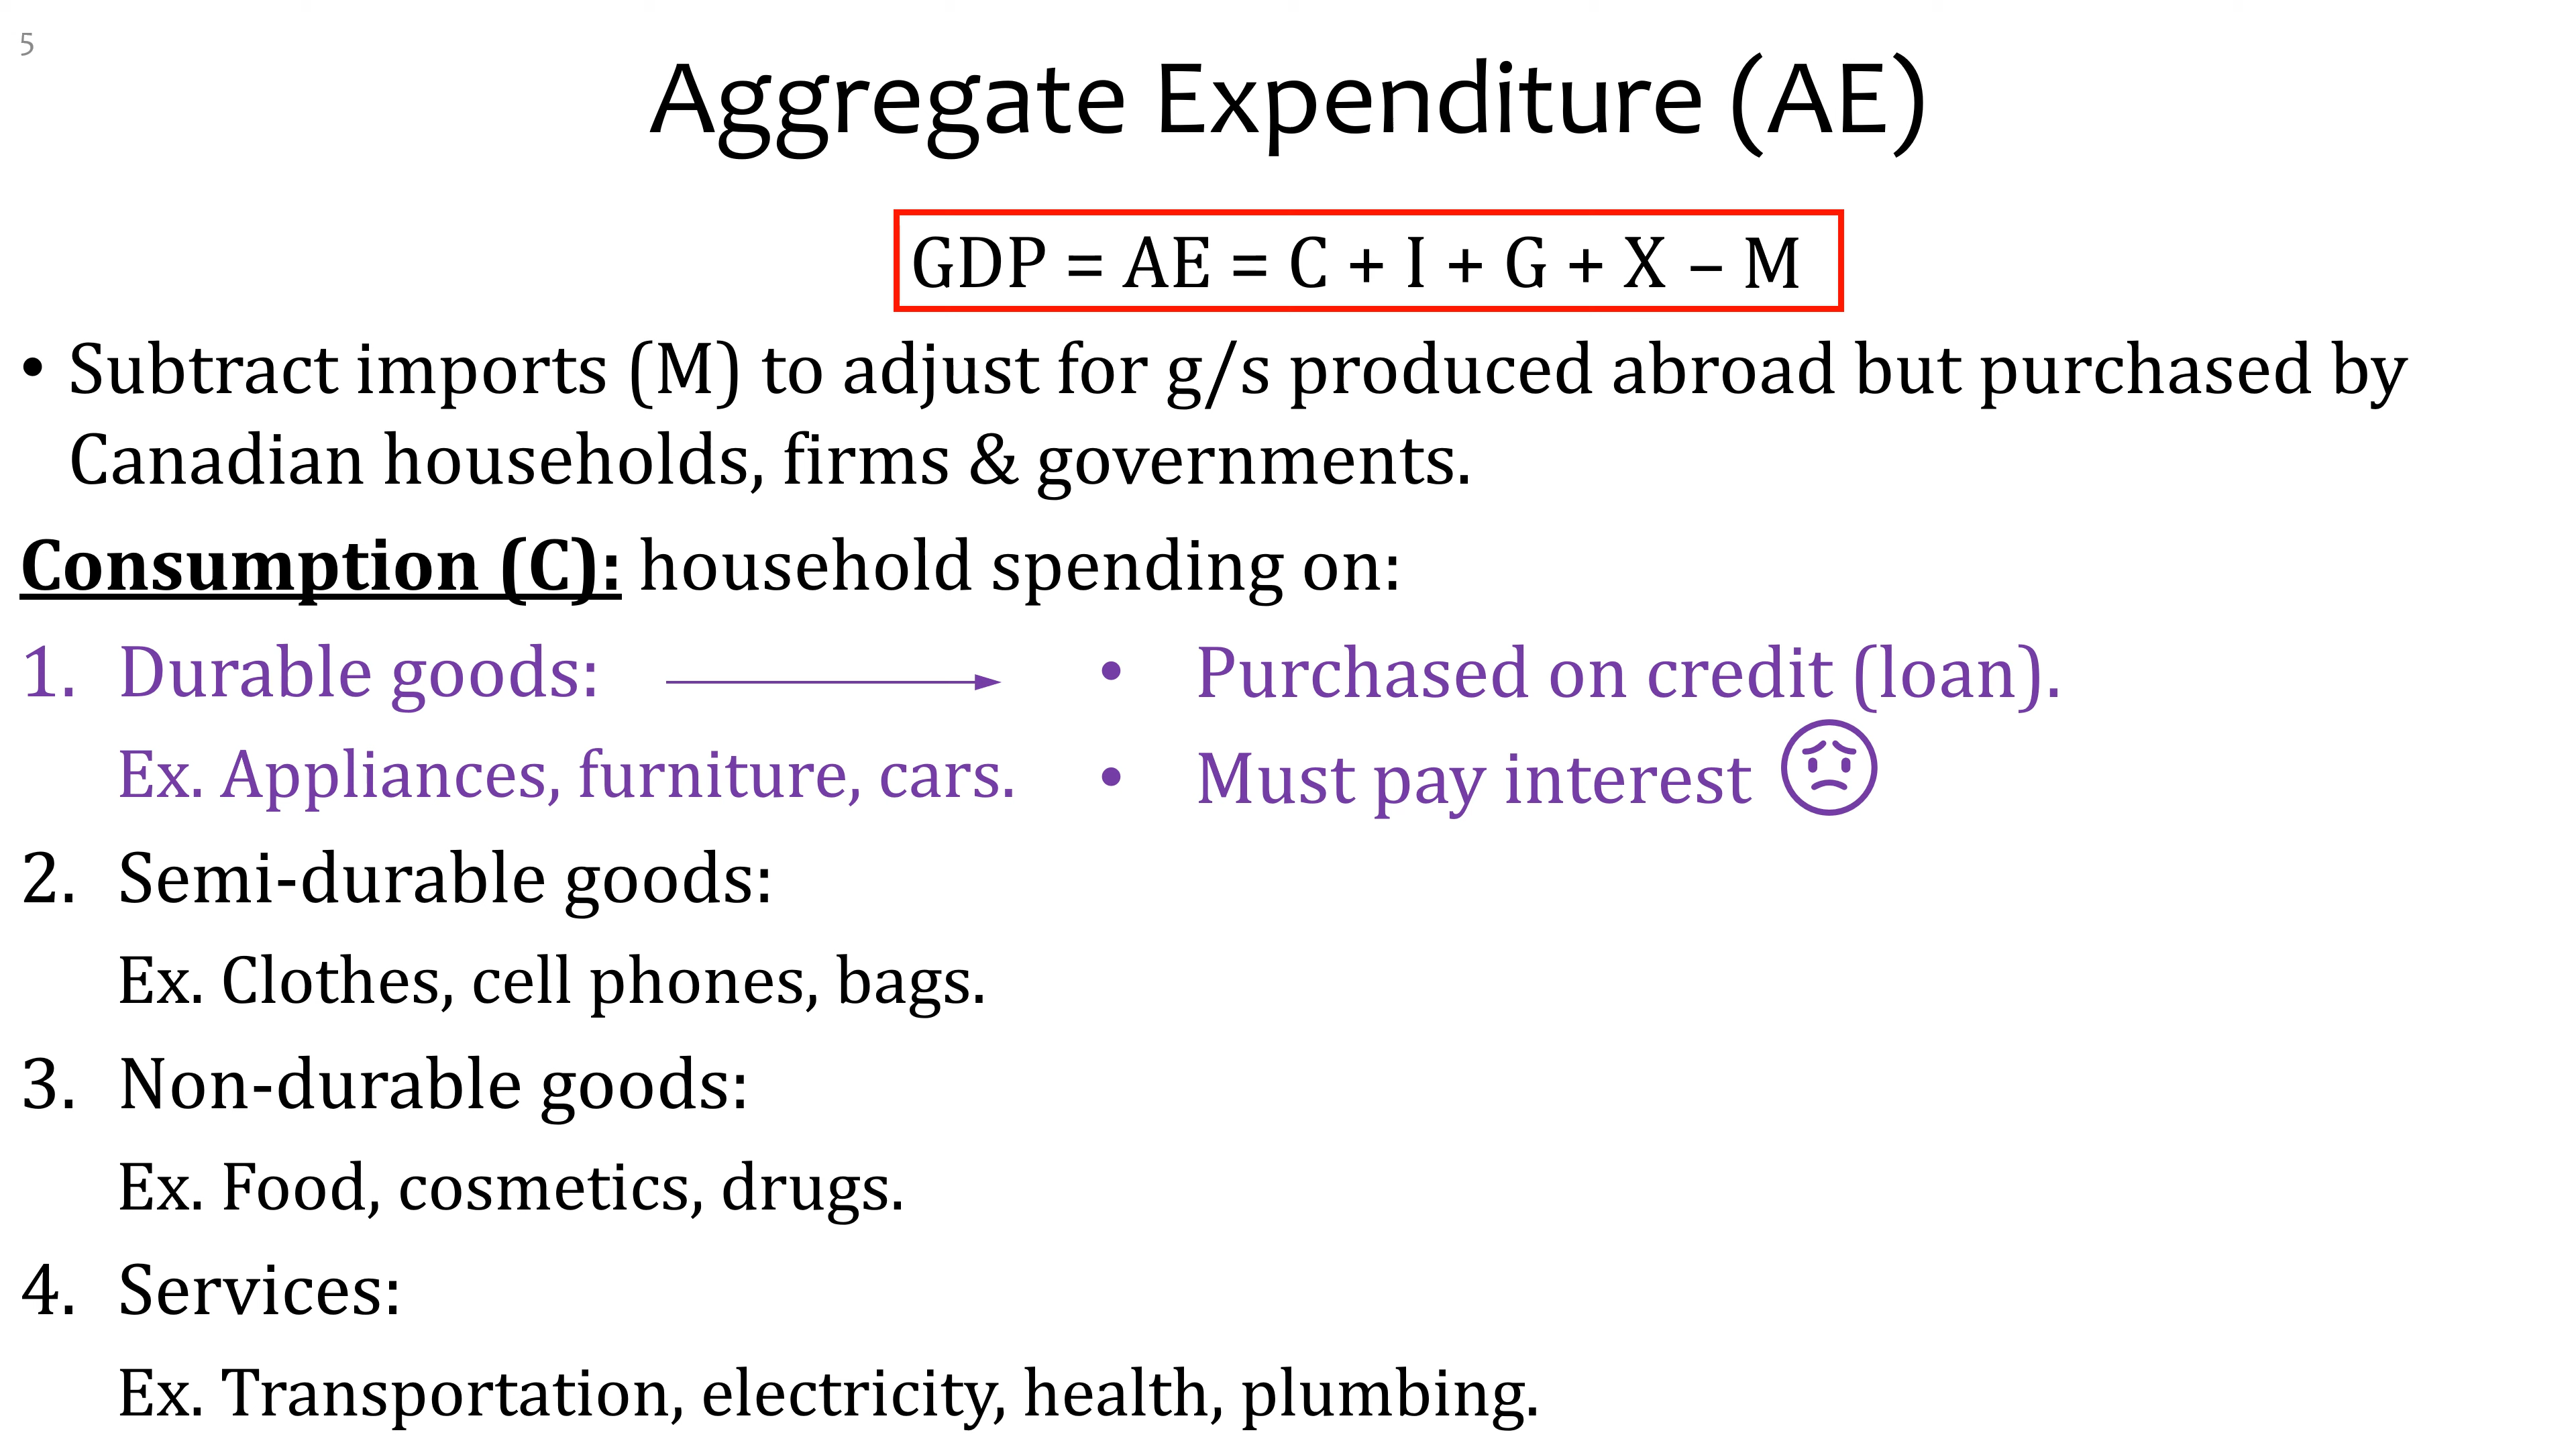 5
Aggregate Expenditure (AE)
GDP = AE = C + I + G + X – M
• Subtract imports (M) to adjust for g/s produced abroad but purchased by
Canadian households, firms & governments.
Consumption (C): household spending on:
1. Durable goods:
Ex. Appliances, furniture, cars.
• Purchased on credit (loan).
• Must pay interest
2. Semi-durable goods:
Ex. Clothes, cell phones, bags.
3. Non-durable goods:
Ex. Food, cosmetics, drugs.
4. Services:
Ex. Transportation, electricity, health, plumbing.